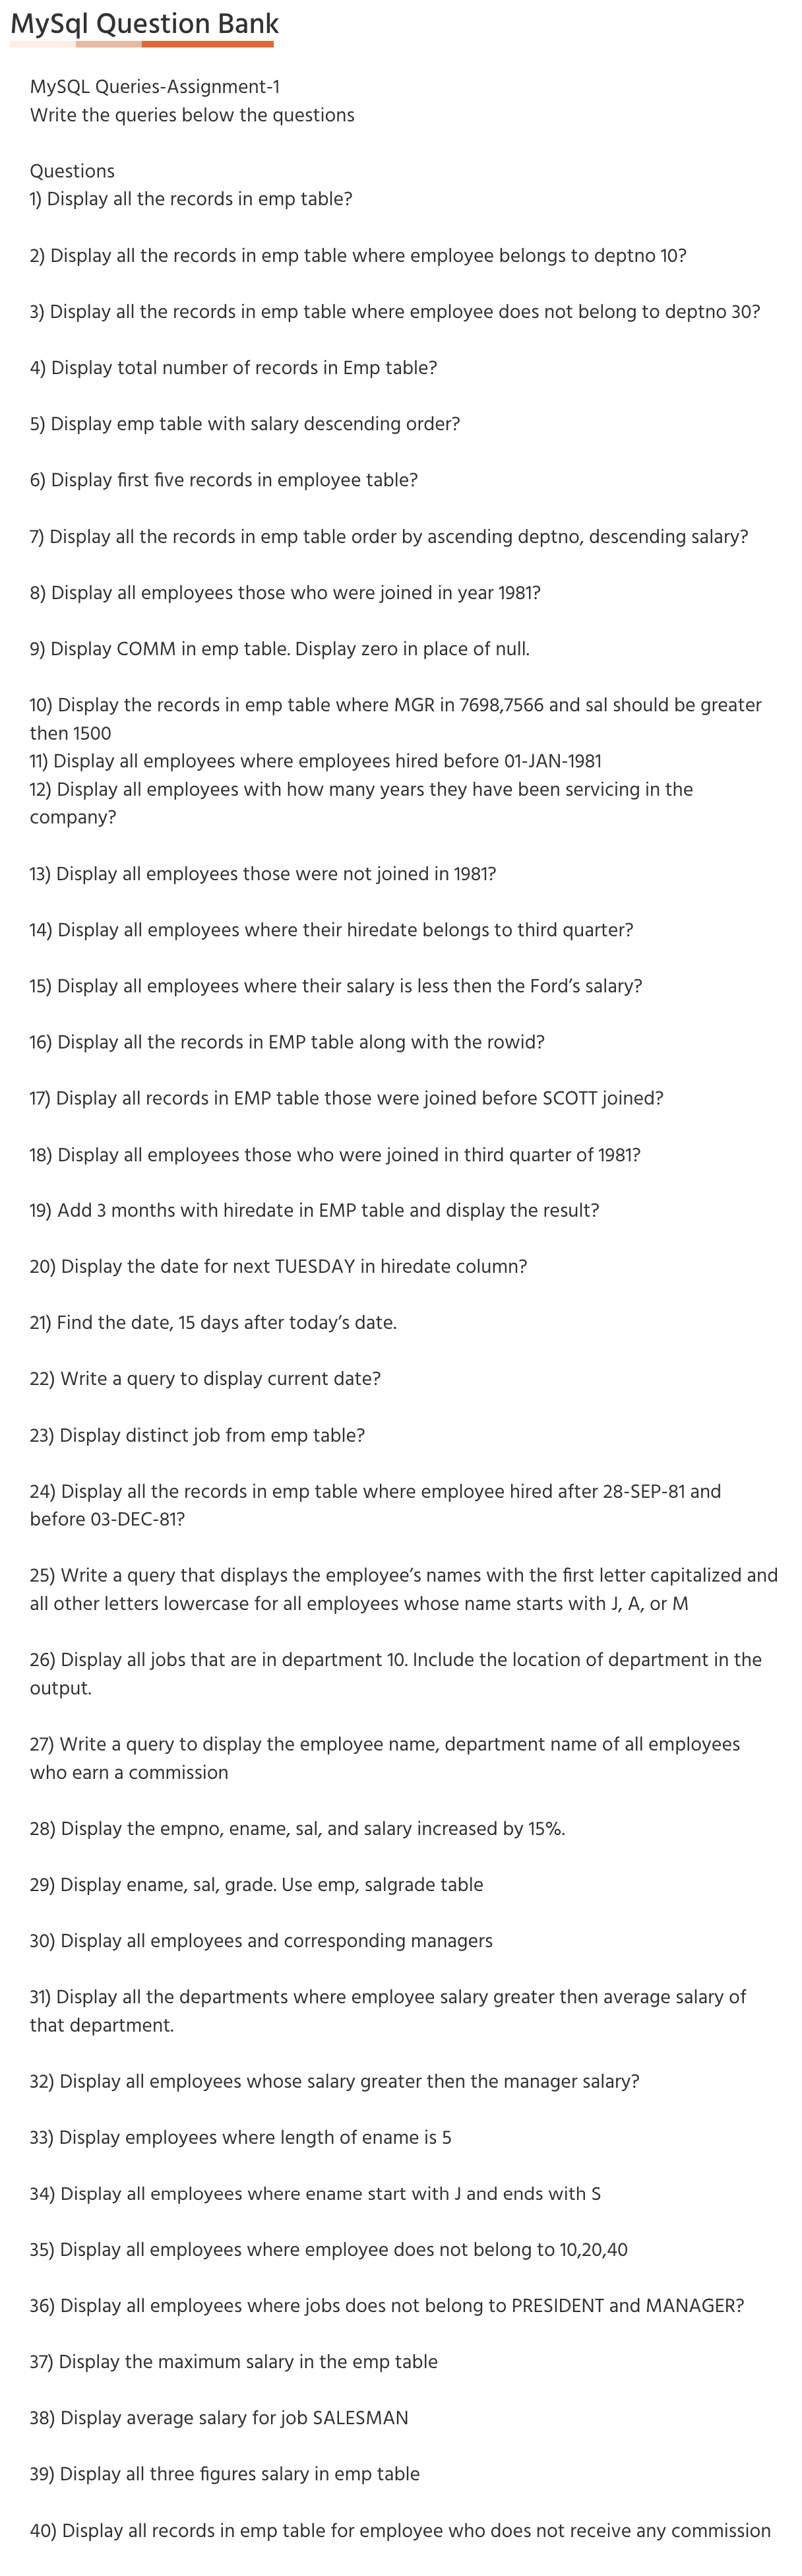 MySql Question Bank
MySQL Queries-Assignment-1
Write the queries below the questions
Questions
1) Display all the records in emp table?
2) Display all the records in emp table where employee belongs to deptno 10?
3) Display all the records in emp table where employee does not belong to deptno 30?
4) Display total number of records in Emp table?
5) Display emp table with salary descending order?
6) Display first five records in employee table?
7) Display all the records in emp table order by ascending deptno, descending salary?
8) Display all employees those who were joined in year 1981?
9) Display COMM in emp table. Display zero in place of null.
10) Display the records in emp table where MGR in 7698,7566 and sal should be greater
then 1500
11) Display all employees where employees hired before 01-JAN-1981
12) Display all employees with how many years they have been servicing in the
company?
13) Display all employees those were not joined in 1981?
14) Display all employees where their hiredate belongs to third quarter?
15) Display all employees where their salary is less then the Ford’s salary?
16) Display all the records in EMP table along with the rowid?
17) Display all records in EMP table those were joined before SCOTT joined?
18) Display all employees those who were joined in third quarter of 1981?
19) Add 3 months with hiredate in EMP table and display the result?
20) Display the date for next TUESDAY in hiredate column?
21) Find the date, 15 days after today’s date.
22) Write a query to display current date?
23) Display distinct job from emp table?
24) Display all the records in emp table where employee hired after 28-SEP-81 and
before 03-DEC-81?
25) Write a query that displays the employee’s names with the first letter capitalized and
all other letters lowercase for all employees whose name starts with J, A, or M
26) Display all jobs that are in department 10. Include the location of department in the
output.
27) Write a query to display the employee name, department name of all employees
who earn a commission
28) Display the empno, ename, sal, and salary increased by 15%.
29) Display ename, sal, grade. Use emp, salgrade table
30) Display all employees and corresponding managers
31) Display all the departments where employee salary greater then average salary of
that department.
32) Display all employees whose salary greater then the manager salary?
33) Display employees where length of ename is 5
34) Display all employees where ename start with J and ends with S
35) Display all employees where employee does not belong to 10,20,40
36) Display all employees where jobs does not belong to PRESIDENT and MANAGER?
37) Display the maximum salary in the emp table
38) Display average salary for job SALESMAN
39) Display all three figures salary in emp table
40) Display all records in emp table for employee who does not receive any commission